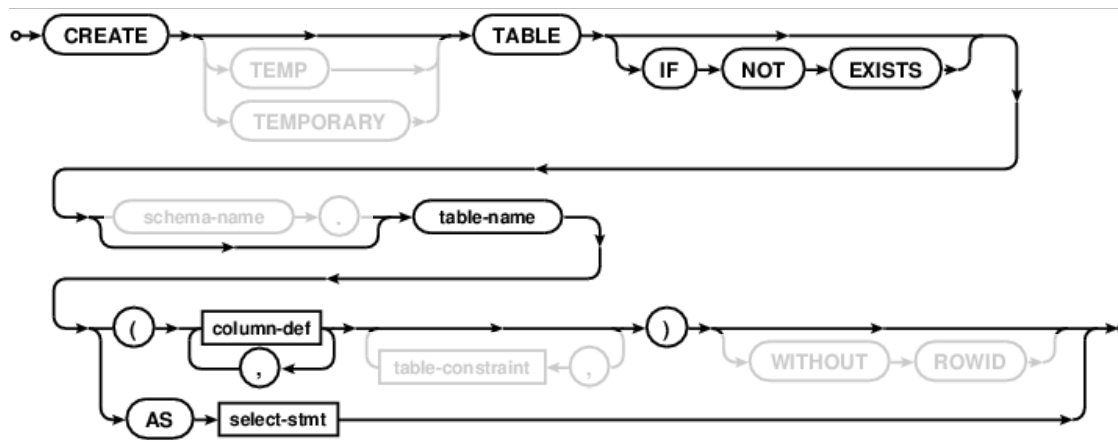 CREATE TABLE
TEMP IF NOT EXISTS
TEMPORARY
schema-name . table-name
( column-def )
, table-constraint , WITHOUT ROWID
AS select-stmt